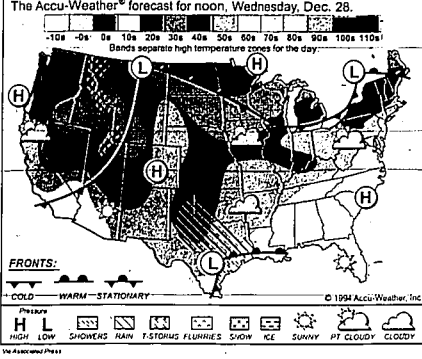 The Accu-Weather® forecast for noon, Wednesday, Dec. 28.
-10s -0s 0s 10s 20s 30s 40s 50s 60s 70s 80s 90s 100s 110s
Bands separate high temperature zones for the day.
L
H
L
H
H
H
L
FRONTS:
COLD WARM STATIONARY
© 1994 Accu-Weather, Inc.
Pressure
H L
HIGH LOW SHOWERS RAIN T-STORMS FLURRIES SNOW ICE SUNNY PT CLOUDY CLOUDY
Via Associated Press